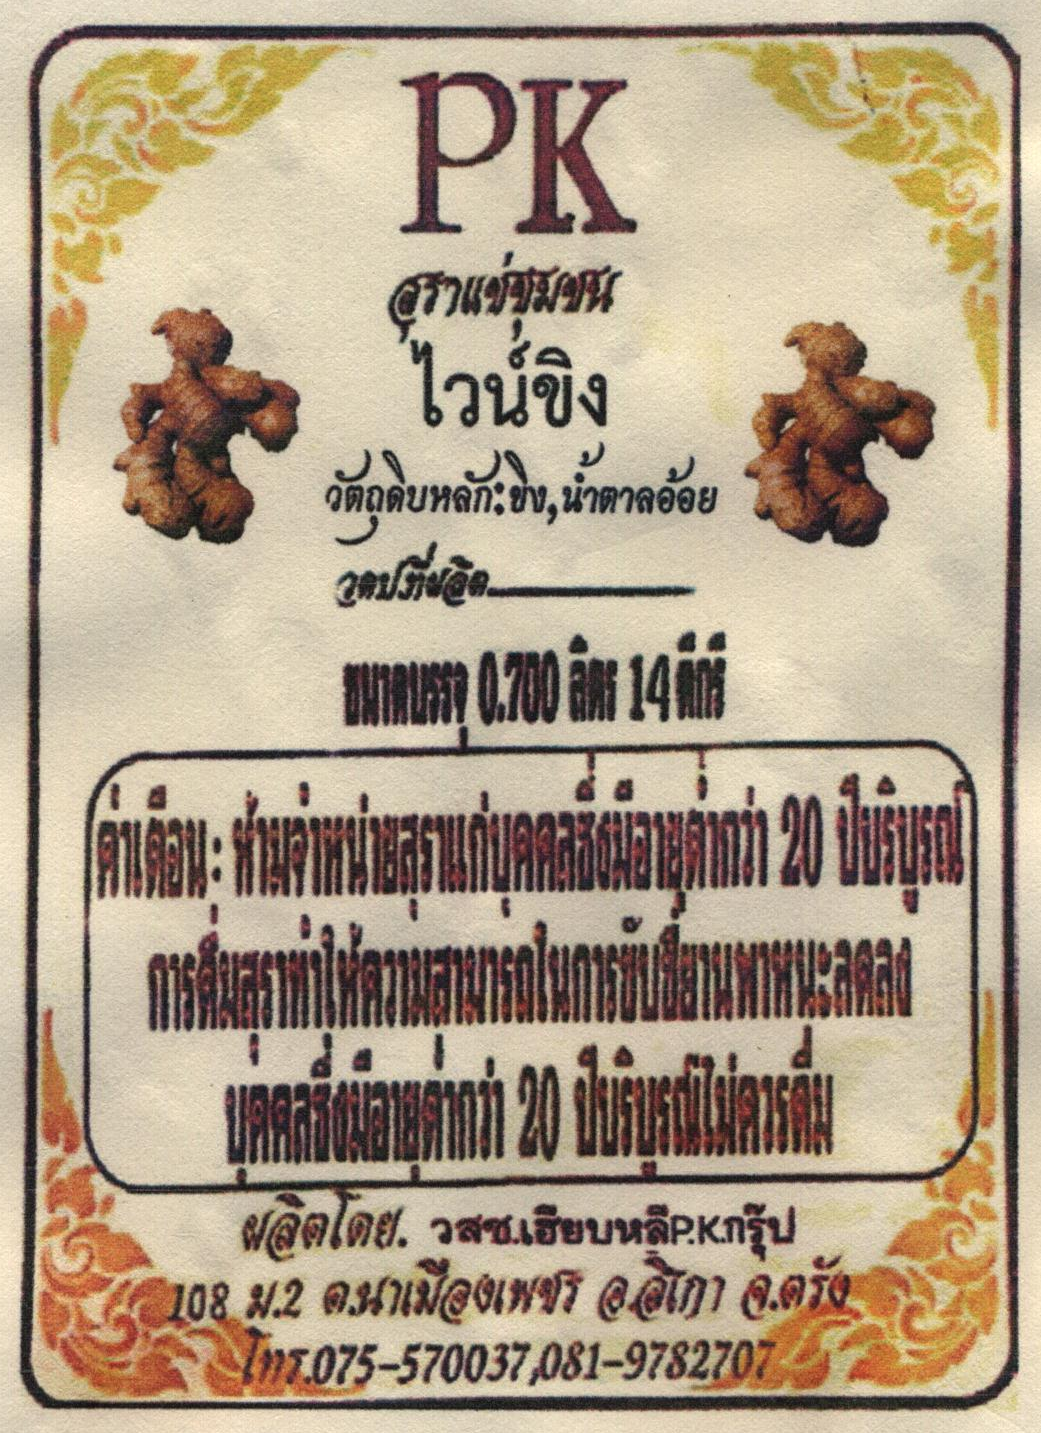 PK
สุราแช่ชุมชน
ไวน์ขิง
วัตถุดิบหลัก:ขิง,น้ำตาลอ้อย
วดปที่ผลิต
ขนาดบรรจุ 0.700 ลิตร 14 ดีกรี
คำเตือน: ห้ามจำหน่ายสุราแก่บุคคลซึ่งมีอายุต่ำกว่า 20 ปีบริบูรณ์
การดื่มสุราทำให้ความสามารถในการขับขี่ยานพาหนะลดลง
บุคคลซึ่งมีอายุต่ำกว่า 20 ปีบริบูรณ์ไม่ควรดื่ม
ผลิตโดย. วสช.เฮียบหลีP.K.กรุ๊ป
108 ม.2 ต.นาเมืองเพชร อ.สิเกา จ.ตรัง
โทร.075-570037,081-9782707